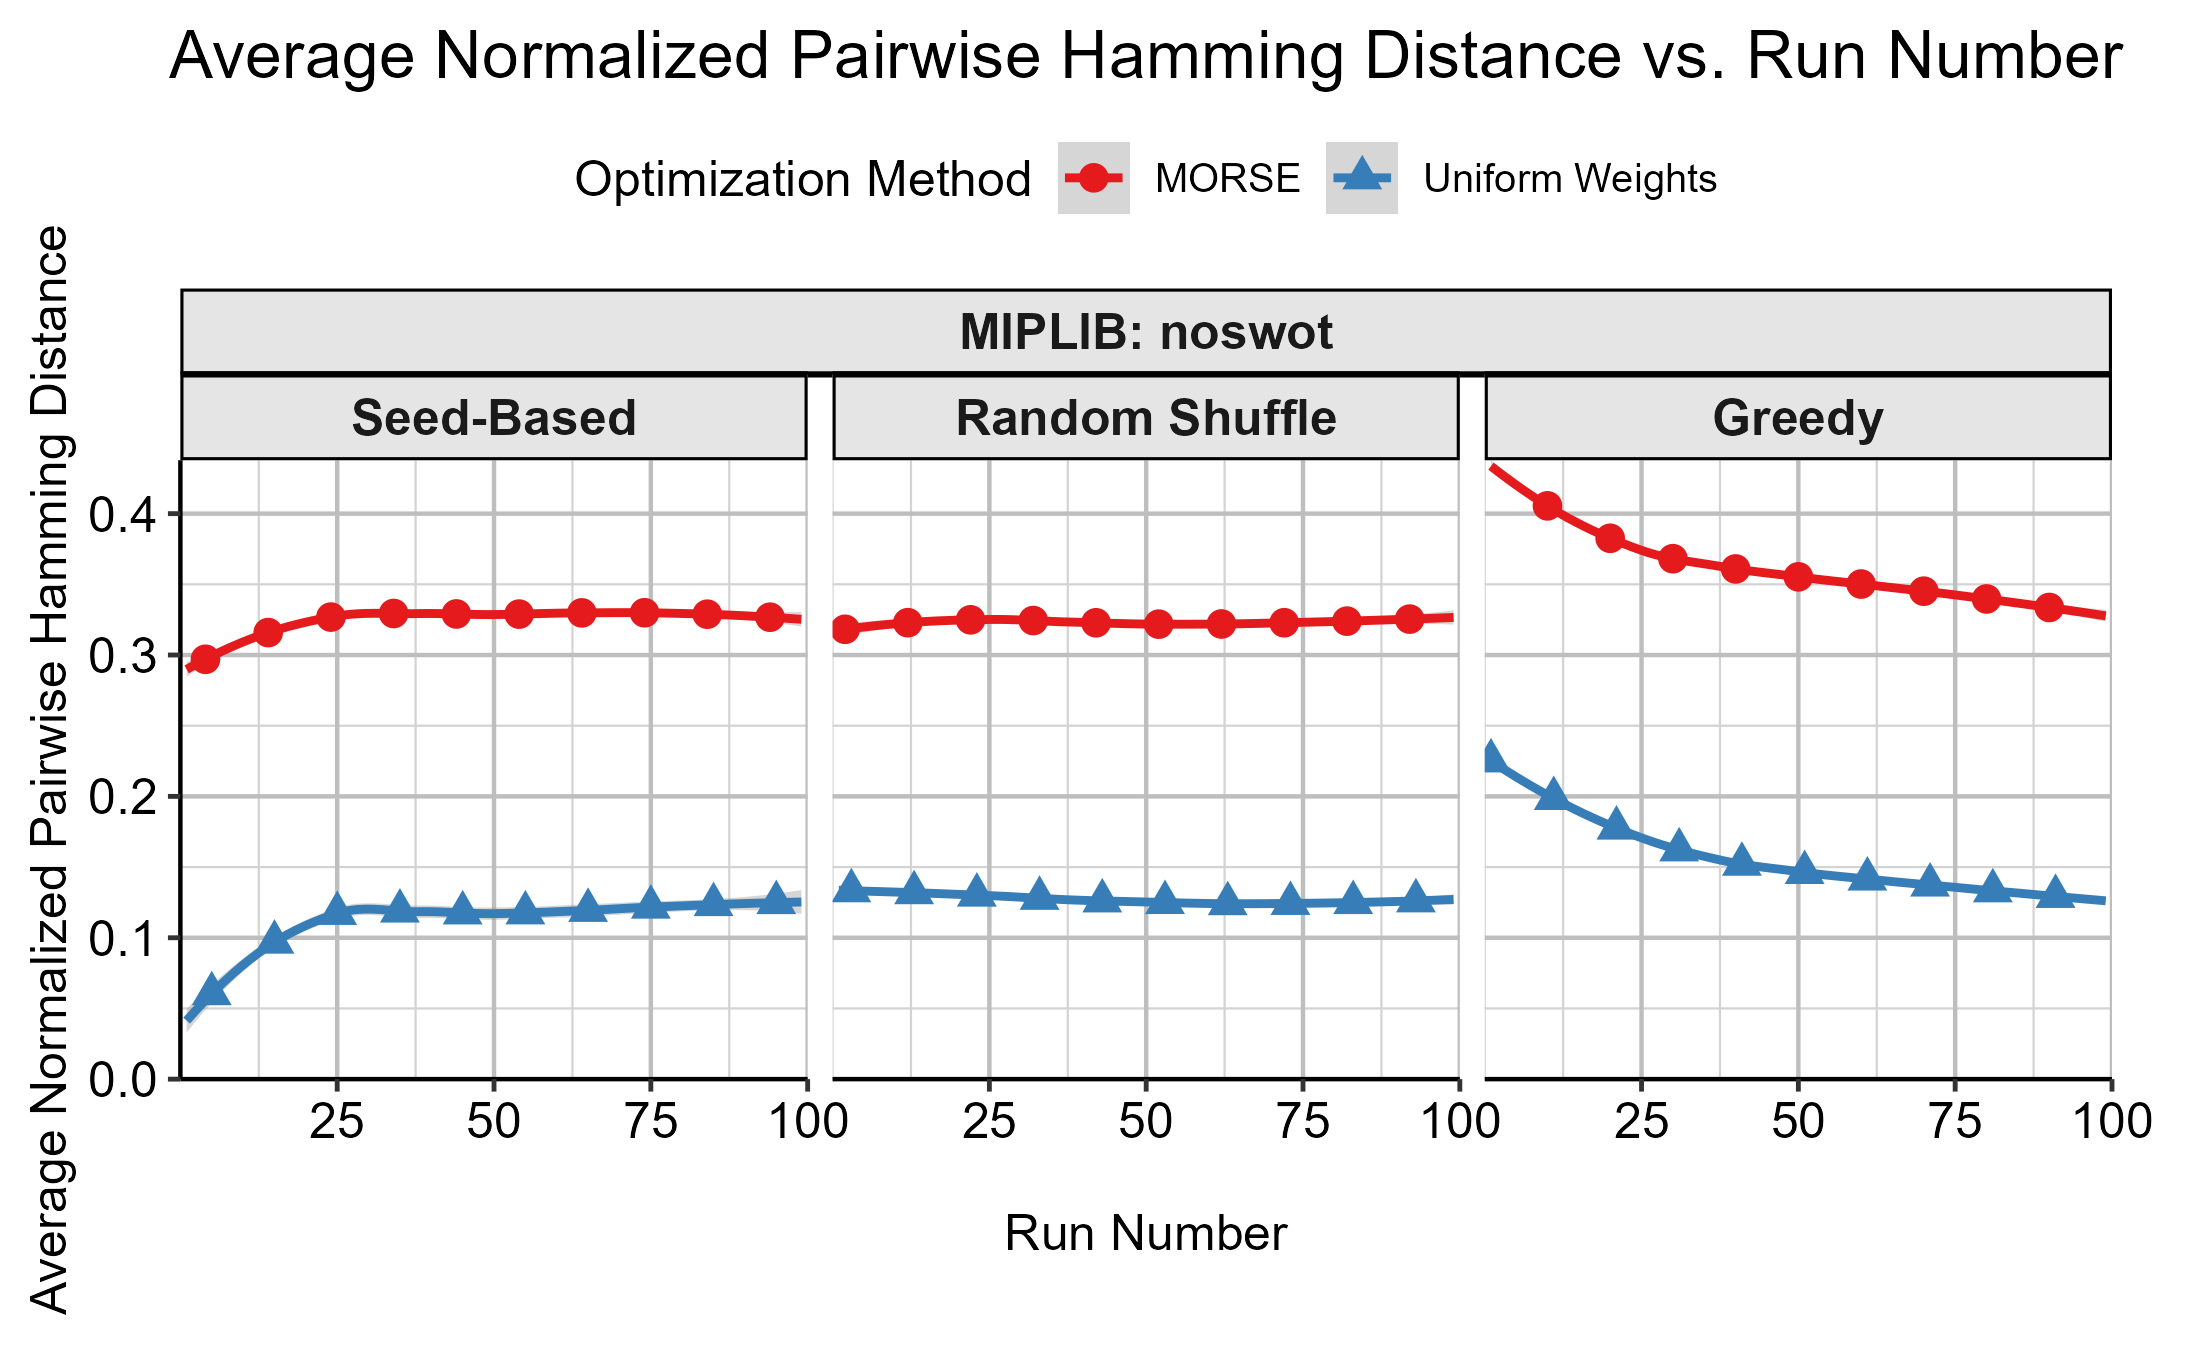 Average Normalized Pairwise Hamming Distance vs. Run Number
Optimization Method MORSE Uniform Weights
Average Normalized Pairwise Hamming Distance
MIPLIB: noswot
Seed-Based Random Shuffle Greedy
0.4
0.3
0.2
0.1
0.0
25 50 75 100 25 50 75 100 25 50 75 100
Run Number